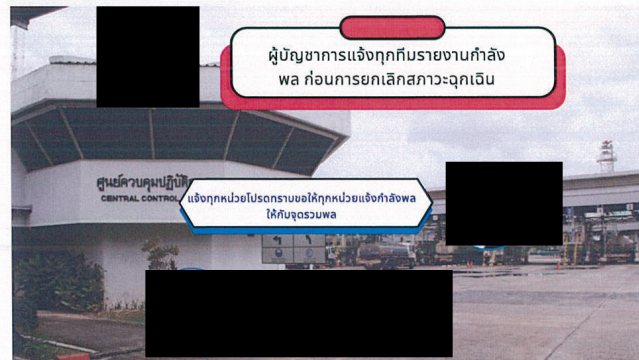 ผู้บัญชาการแจ้งทุกทีมรายงานกำลัง
พล ก่อนการยกเลิกสภาวะฉุกเฉิน
ศูนย์ควบคุมปฏิบัติ
CENTRAL CONTROL
แจ้งทุกหน่วยโปรดทราบขอให้ทุกหน่วยแจ้งกำลังพล
ให้กับจุดรวมพล